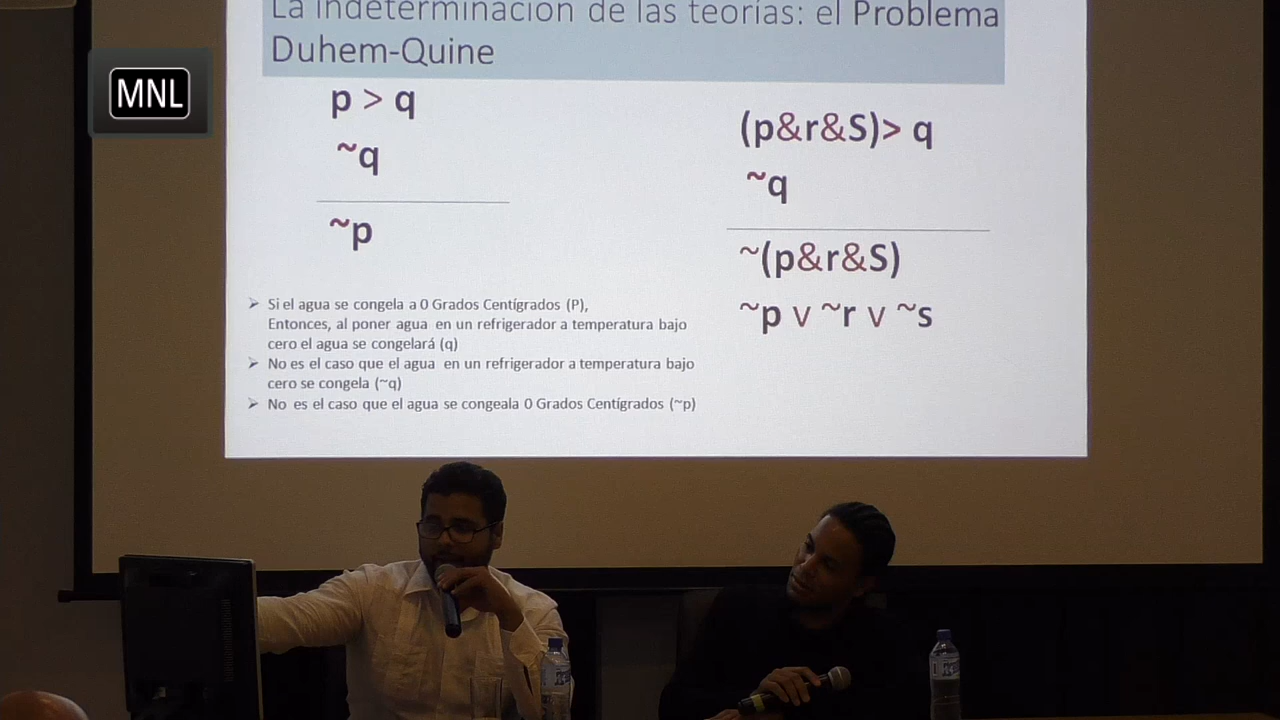 La indeterminación de las teorías: el Problema
Duhem-Quine
MNL
p > q
~q
~p
(p&r&S)> q
~q
~(p&r&S)
~p v ~r v ~s
➢ Si el agua se congela a 0 Grados Centígrados (P),
Entonces, al poner agua en un refrigerador a temperatura bajo
cero el agua se congelará (q)
➢ No es el caso que el agua en un refrigerador a temperatura bajo
cero se congela (~q)
➢ No es el caso que el agua se congeala 0 Grados Centígrados (~p)